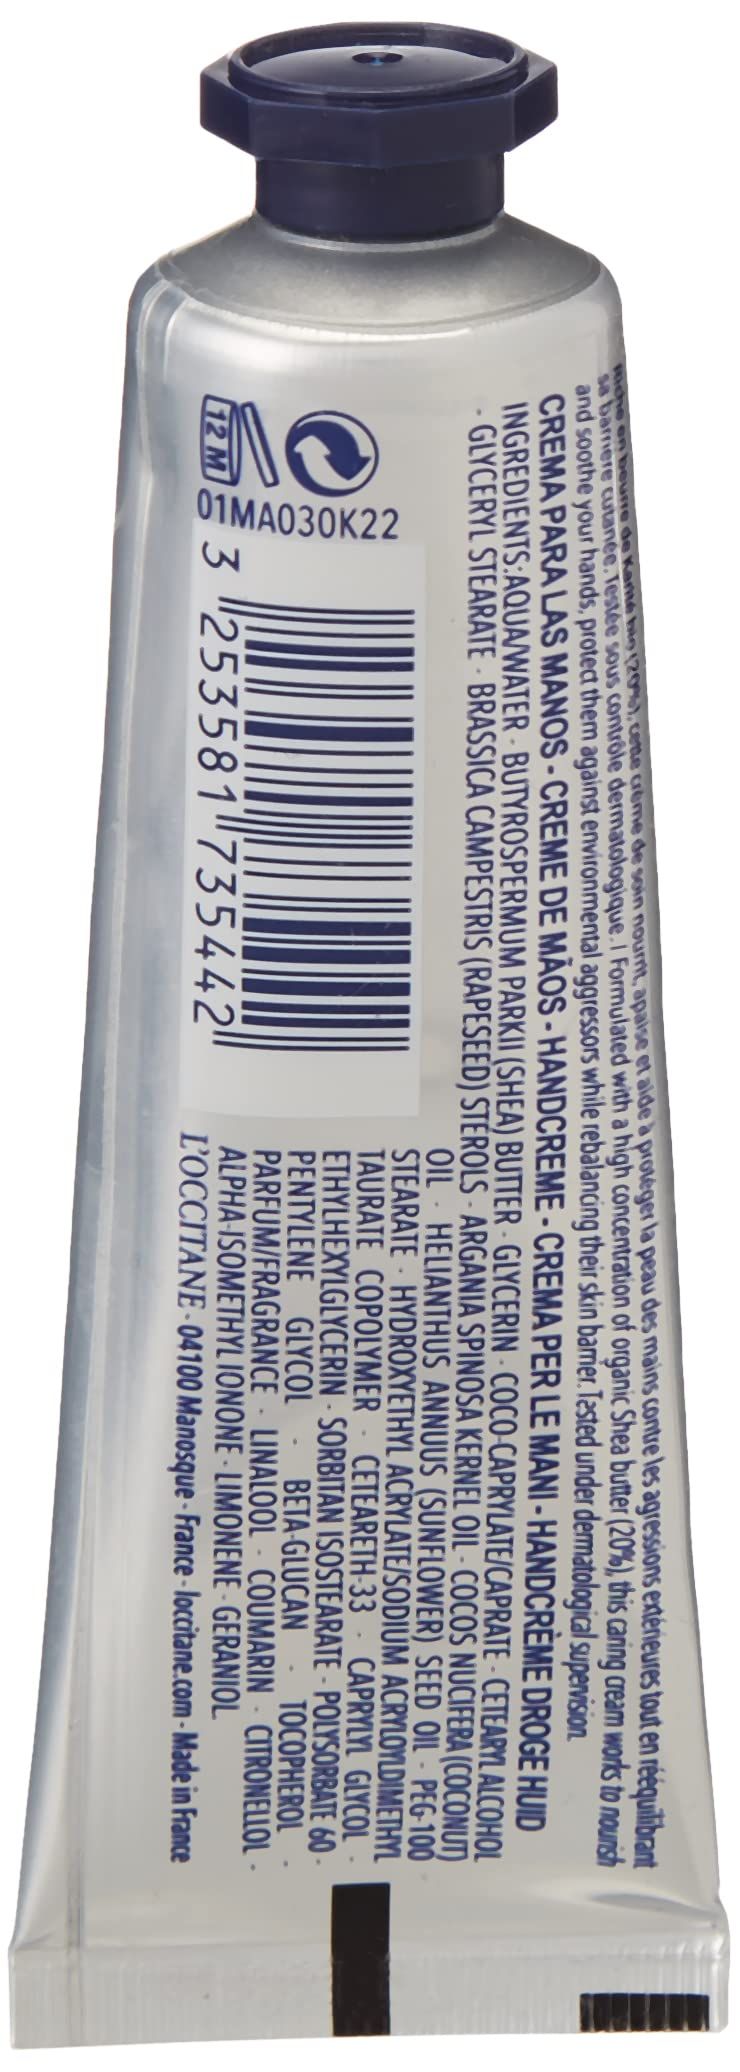 riche en beurre de Karité bio (20%), cette crème de soin nourrit, apaise et aide à protéger la peau des mains contre les agressions extérieures tout en rééquilibrant
sa barrière cutanée. Testée sous contrôle dermatologique. | Formulated with a high concentration of organic Shea butter (20%), this caring cream works to nourish
and soothe your hands, protect them against environmental aggressors while rebalancing their skin barrier. Tested under dermatological supervision.
CREMA PARA LAS MANOS - CREME DE MÃOS - HANDCREME - CREMA PER LE MANI - HANDCRÈME DROGE HUID
INGREDIENTS: AQUA/WATER · BUTYROSPERMUM PARKII (SHEA) BUTTER · GLYCERIN · COCO-CAPRYLATE/CAPRATE · CETEARYL ALCOHOL
· GLYCERYL STEARATE · BRASSICA CAMPESTRIS (RAPESEED) STEROLS · ARGANIA SPINOSA KERNEL OIL · COCOS NUCIFERA (COCONUT)
OIL · HELIANTHUS ANNUUS (SUNFLOWER) SEED OIL · PEG-100
STEARATE · HYDROXYETHYL ACRYLATE/SODIUM ACRYLOYLDIMETHYL
TAURATE COPOLYMER · CETEARETH-33 · CAPRYLYL GLYCOL ·
ETHYLHEXYLGLYCERIN · SORBITAN ISOSTEARATE · POLYSORBATE 60 ·
PENTYLENE GLYCOL · BETA-GLUCAN · TOCOPHEROL ·
PARFUM/FRAGRANCE · LINALOOL · COUMARIN · CITRONELLOL ·
ALPHA-ISOMETHYL IONONE · LIMONENE · GERANIOL
L'OCCITANE - 04100 Manosque - France - loccitane.com - Made in France
12 M
01MA030K22
3 253581 735442